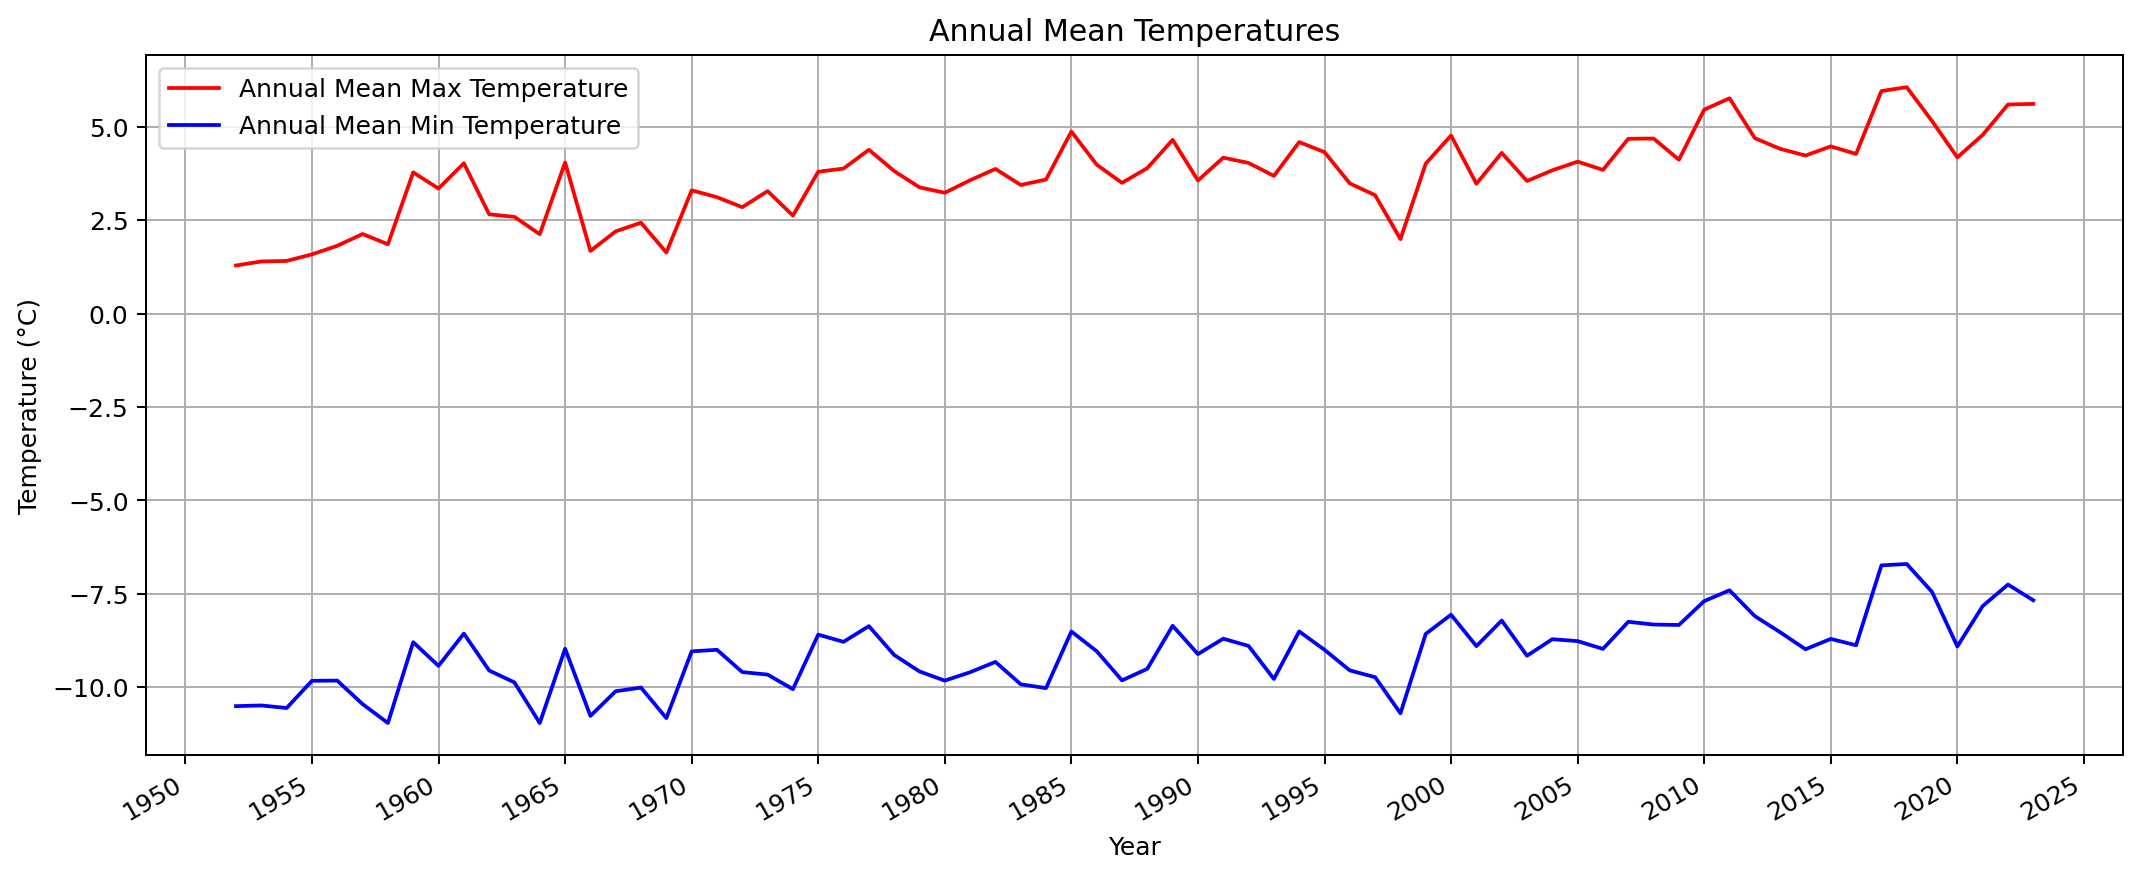 Annual Mean Temperatures
Annual Mean Max Temperature
Annual Mean Min Temperature
Temperature (°C)
5.0
2.5
0.0
−2.5
−5.0
−7.5
−10.0
1950 1955 1960 1965 1970 1975 1980 1985 1990 1995 2000 2005 2010 2015 2020 2025
Year